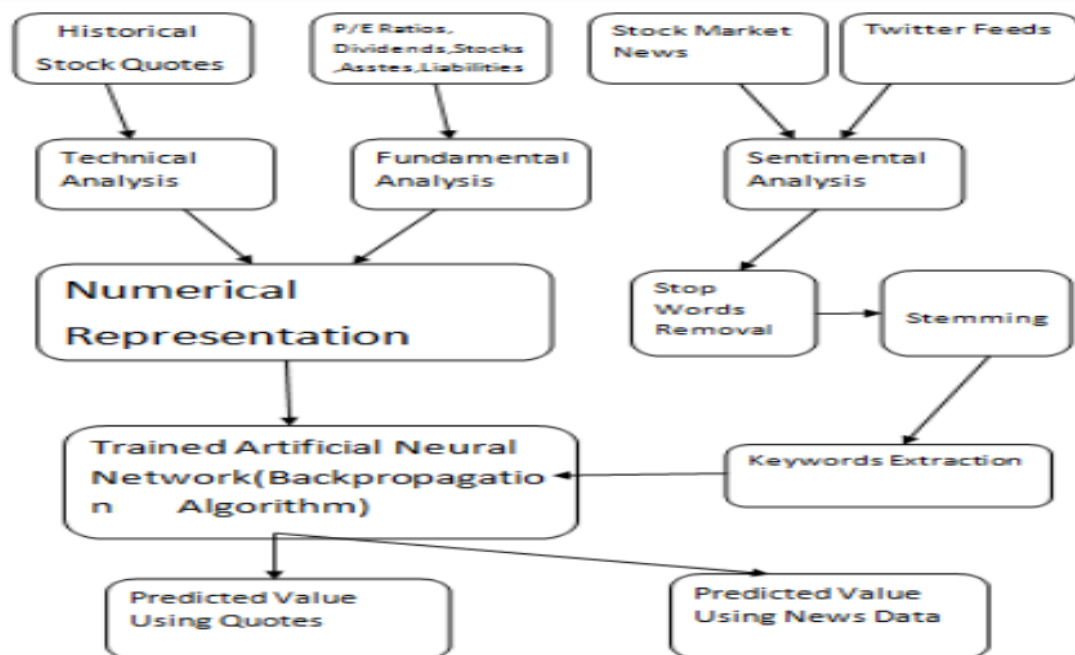 Historical
Stock Quotes
P/E Ratios,
Dividends,Stocks
,Asstes,Liabilities
Stock Market
News
Twitter Feeds
Technical
Analysis
Fundamental
Analysis
Sentimental
Analysis
Numerical
Representation
Stop
Words
Removal
Stemming
Trained Artificial Neural
Network(Backpropagatio
n Algorithm)
Keywords Extraction
Predicted Value
Using Quotes
Predicted Value
Using News Data